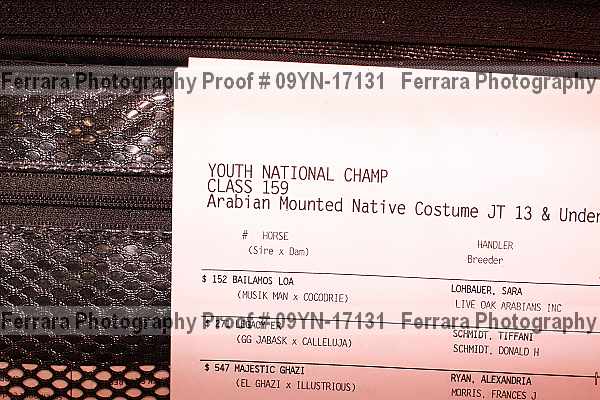 Ferrara Photography Proof # 09YN-17131 Ferrara Photography Proof # 09YN
YOUTH NATIONAL CHAMP
CLASS 159
Arabian Mounted Native Costume JT 13 & Under
# HORSE HANDLER
(Sire x Dam) Breeder
$ 152 BAILAMOS LOA LOHBAUER, SARA
(MUSIK MAN x COCODRIE) LIVE OAK ARABIANS INC
Ferrara Photography Proof # 09YN-17131 Ferrara Photography
LEGACY SCHMIDT, TIFFANI
(GG JABASK x CALLELUJA) SCHMIDT, DONALD H
$ 547 MAJESTIC GHAZI RYAN, ALEXANDRIA
(EL GHAZI x ILLUSTRIOUS) MORRIS, FRANCES J